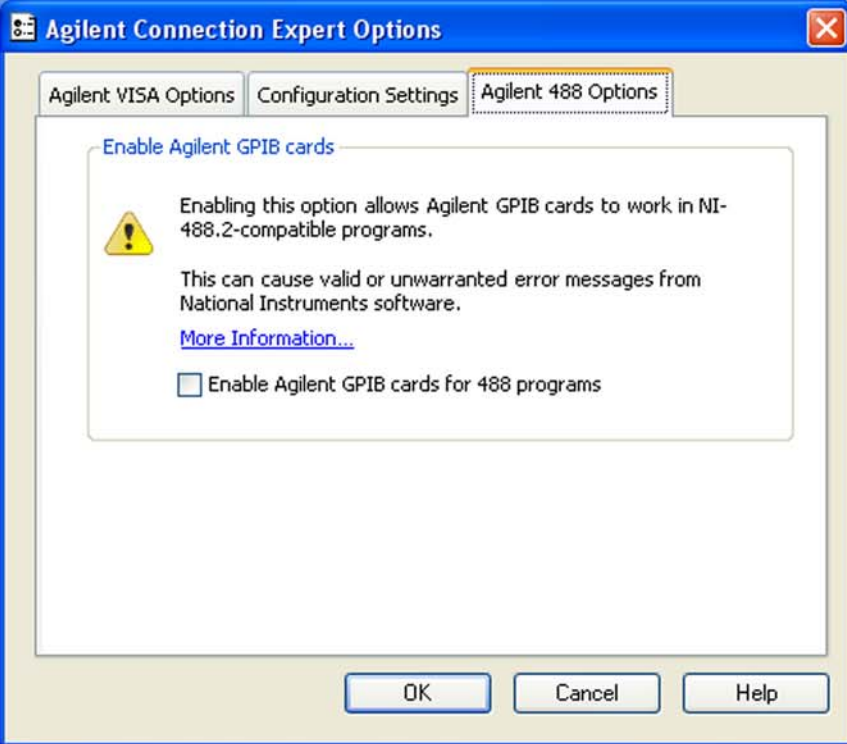 Agilent Connection Expert Options
Agilent VISA Options
Configuration Settings
Agilent 488 Options
Enable Agilent GPIB cards
Enabling this option allows Agilent GPIB cards to work in NI-
488.2-compatible programs.
This can cause valid or unwarranted error messages from
National Instruments software.
More Information...
Enable Agilent GPIB cards for 488 programs
OK
Cancel
Help